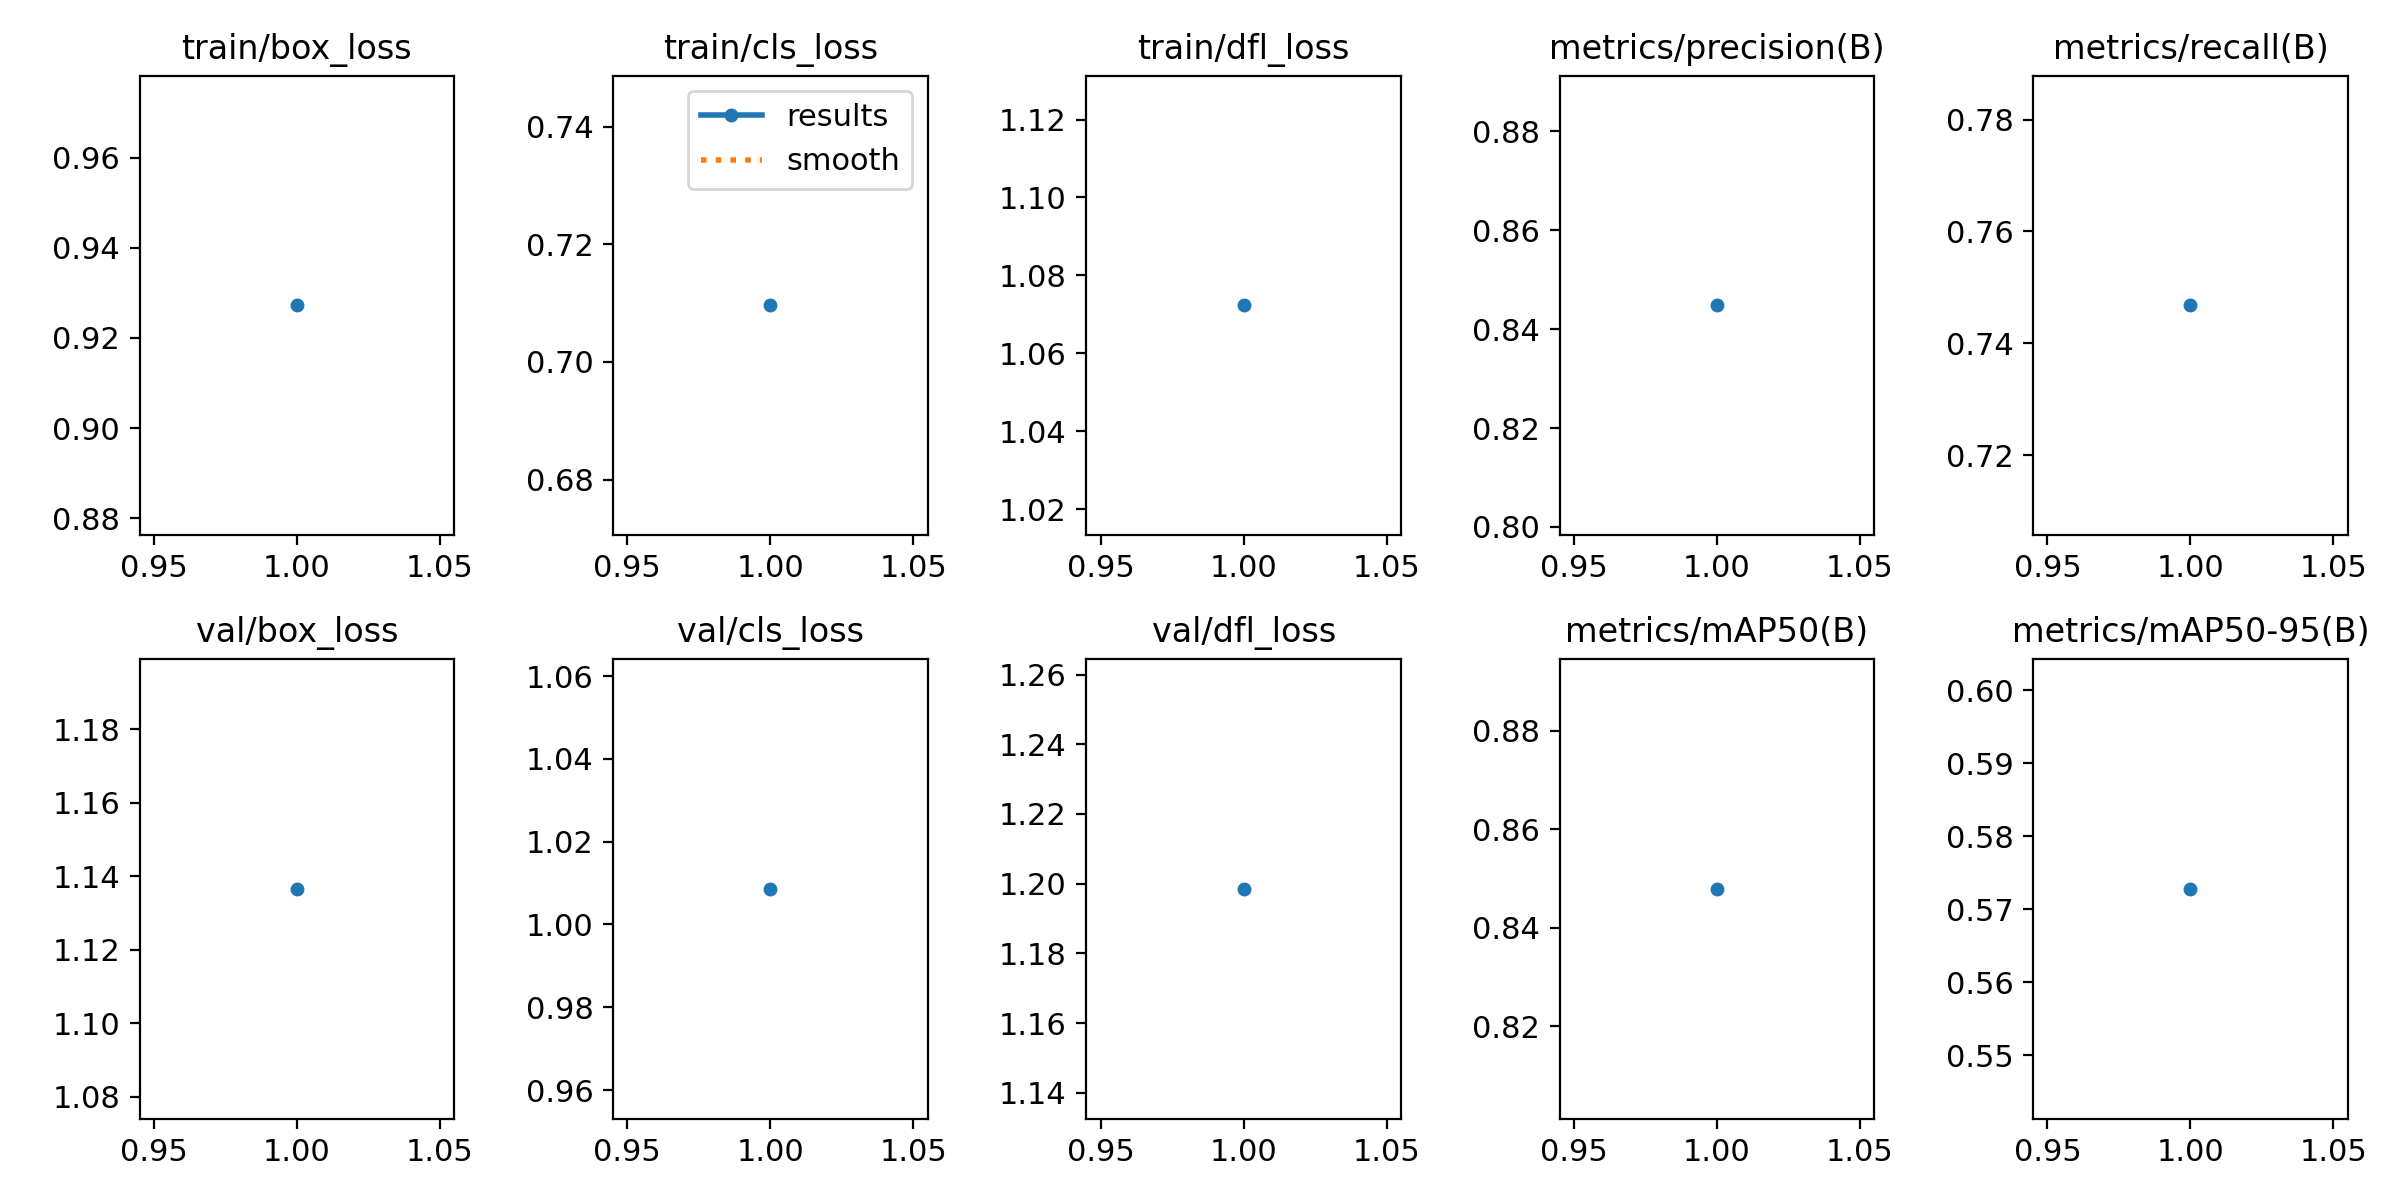 train/box_loss
0.96
0.94
0.92
0.90
0.88
0.95 1.00 1.05
train/cls_loss
results
smooth
0.74
0.72
0.70
0.68
0.95 1.00 1.05
train/dfl_loss
1.12
1.10
1.08
1.06
1.04
1.02
0.95 1.00 1.05
metrics/precision(B)
0.88
0.86
0.84
0.82
0.80
0.95 1.00 1.05
metrics/recall(B)
0.78
0.76
0.74
0.72
0.95 1.00 1.05
val/box_loss
1.18
1.16
1.14
1.12
1.10
1.08
0.95 1.00 1.05
val/cls_loss
1.06
1.04
1.02
1.00
0.98
0.96
0.95 1.00 1.05
val/dfl_loss
1.26
1.24
1.22
1.20
1.18
1.16
1.14
0.95 1.00 1.05
metrics/mAP50(B)
0.88
0.86
0.84
0.82
0.95 1.00 1.05
metrics/mAP50-95(B)
0.60
0.59
0.58
0.57
0.56
0.55
0.95 1.00 1.05